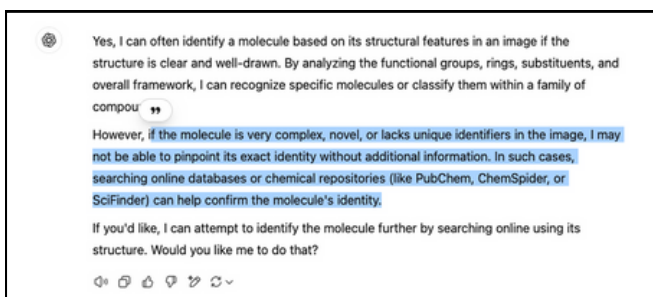 Yes, I can often identify a molecule based on its structural features in an image if the
structure is clear and well-drawn. By analyzing the functional groups, rings, substituents, and
overall framework, I can recognize specific molecules or classify them within a family of
compou
However, if the molecule is very complex, novel, or lacks unique identifiers in the image, I may
not be able to pinpoint its exact identity without additional information. In such cases,
searching online databases or chemical repositories (like PubChem, ChemSpider, or
SciFinder) can help confirm the molecule's identity.
If you'd like, I can attempt to identify the molecule further by searching online using its
structure. Would you like me to do that?